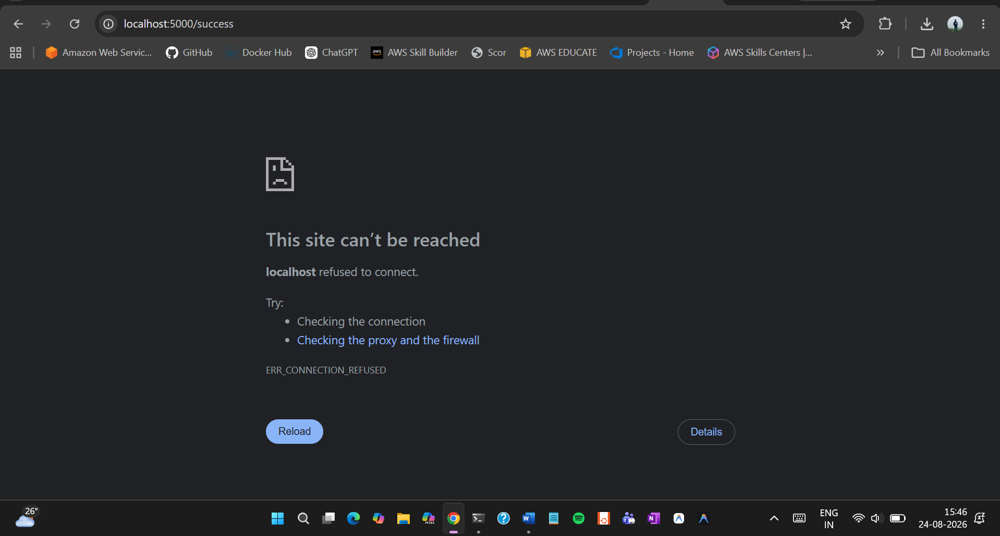 localhost:5000/success
Amazon Web Servic... GitHub Docker Hub ChatGPT aws AWS Skill Builder Scor AWS EDUCATE Projects - Home AWS Skills Centers |... All Bookmarks
This site can’t be reached
localhost refused to connect.
Try:
Checking the connection
Checking the proxy and the firewall
ERR_CONNECTION_REFUSED
Reload Details
26°
M365
ENG
IN
15:46
24-08-2026